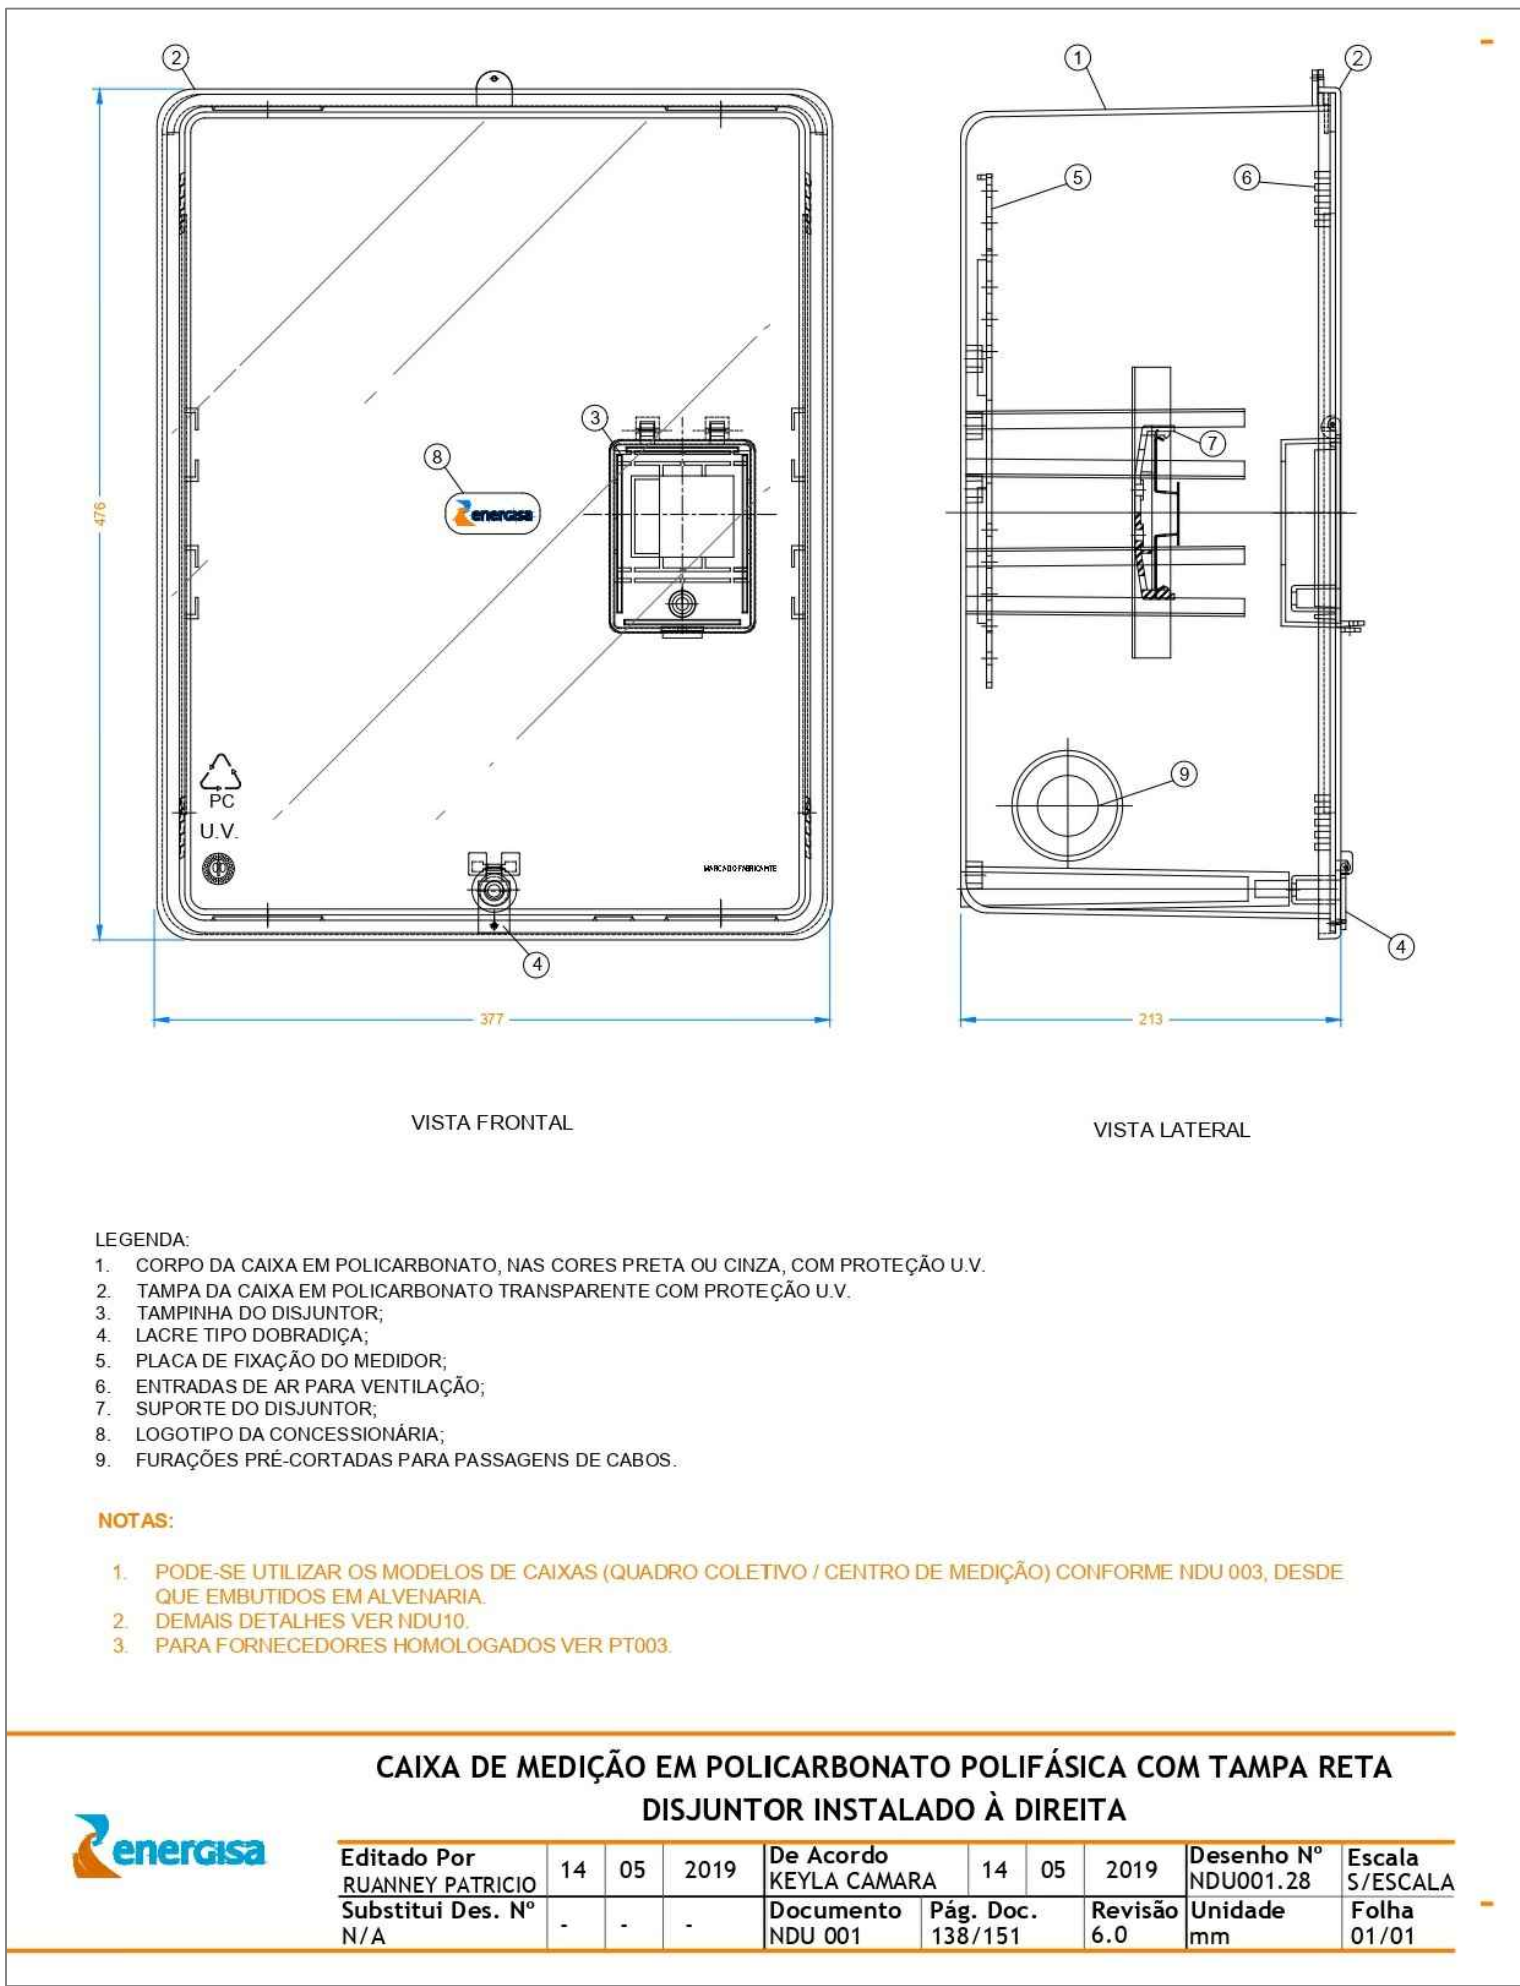 2
1
2
5
6
3
7
8
energisa
476
9
PC
U.V.
MARCA DO FABRICANTE
4
4
377
213
VISTA FRONTAL
VISTA LATERAL
LEGENDA:
1. CORPO DA CAIXA EM POLICARBONATO, NAS CORES PRETA OU CINZA, COM PROTEÇÃO U.V.
2. TAMPA DA CAIXA EM POLICARBONATO TRANSPARENTE COM PROTEÇÃO U.V.
3. TAMPINHA DO DISJUNTOR;
4. LACRE TIPO DOBRADIÇA;
5. PLACA DE FIXAÇÃO DO MEDIDOR;
6. ENTRADAS DE AR PARA VENTILAÇÃO;
7. SUPORTE DO DISJUNTOR;
8. LOGOTIPO DA CONCESSIONÁRIA;
9. FURAÇÕES PRÉ-CORTADAS PARA PASSAGENS DE CABOS.
NOTAS:
1. PODE-SE UTILIZAR OS MODELOS DE CAIXAS (QUADRO COLETIVO / CENTRO DE MEDIÇÃO) CONFORME NDU 003, DESDE
QUE EMBUTIDOS EM ALVENARIA.
2. DEMAIS DETALHES VER NDU10.
3. PARA FORNECEDORES HOMOLOGADOS VER PT003.
CAIXA DE MEDIÇÃO EM POLICARBONATO POLIFÁSICA COM TAMPA RETA
DISJUNTOR INSTALADO À DIREITA
energisa
Editado Por 14 05 2019 De Acordo 14 05 2019 Desenho Nº Escala
RUANNEY PATRICIO KEYLA CAMARA NDU001.28 S/ESCALA
Substitui Des. Nº - - - Documento Pág. Doc. Revisão Unidade Folha
N/A NDU 001 138/151 6.0 mm 01/01